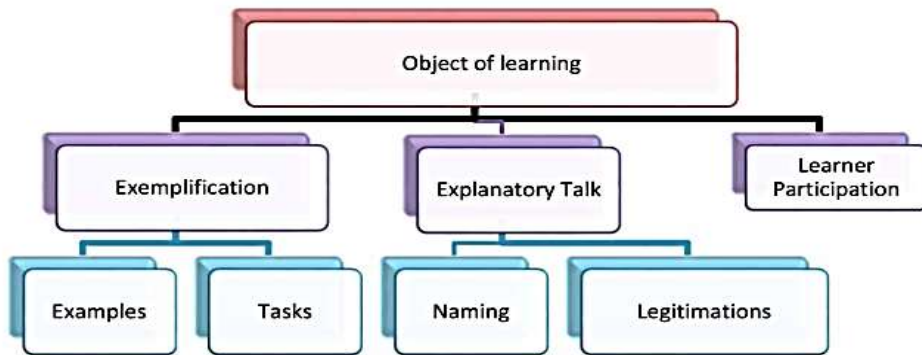 Object of learning
Exemplification
Explanatory Talk
Learner
Participation
Examples
Tasks
Naming
Legitimations